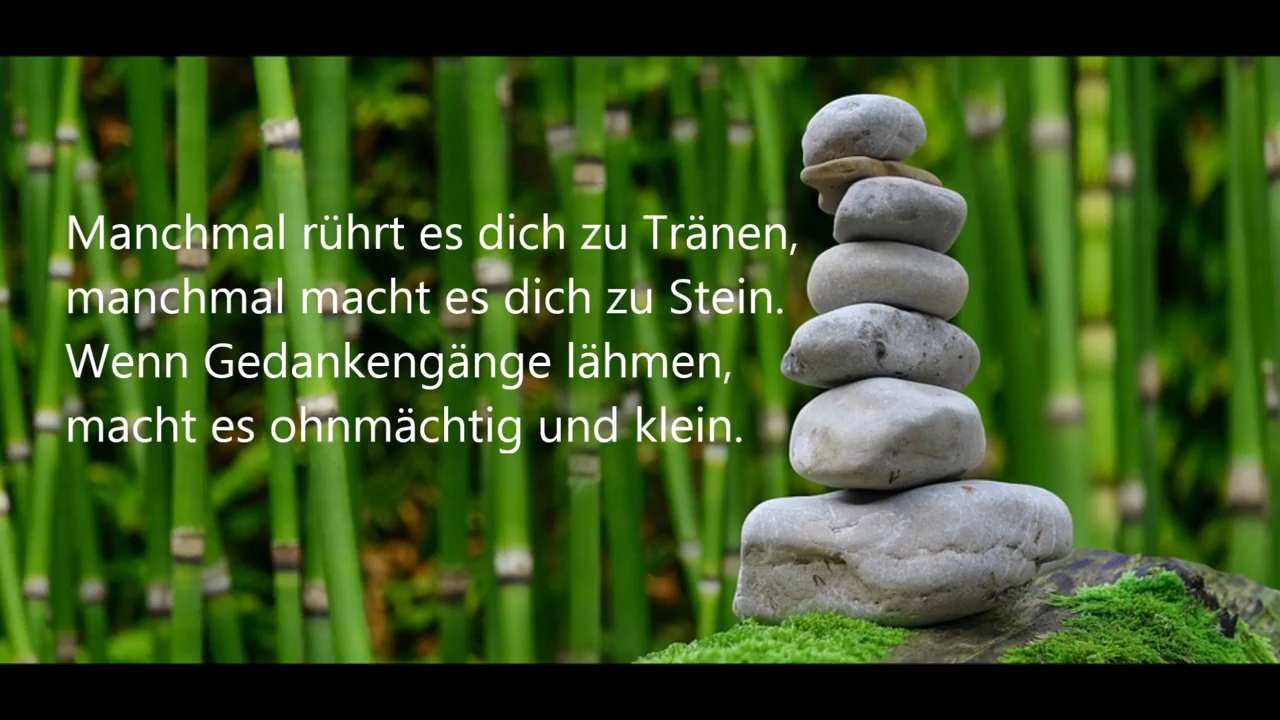 Manchmal rührt es dich zu Tränen,
manchmal macht es dich zu Stein.
Wenn Gedankengänge lähmen,
macht es ohnmächtig und klein.